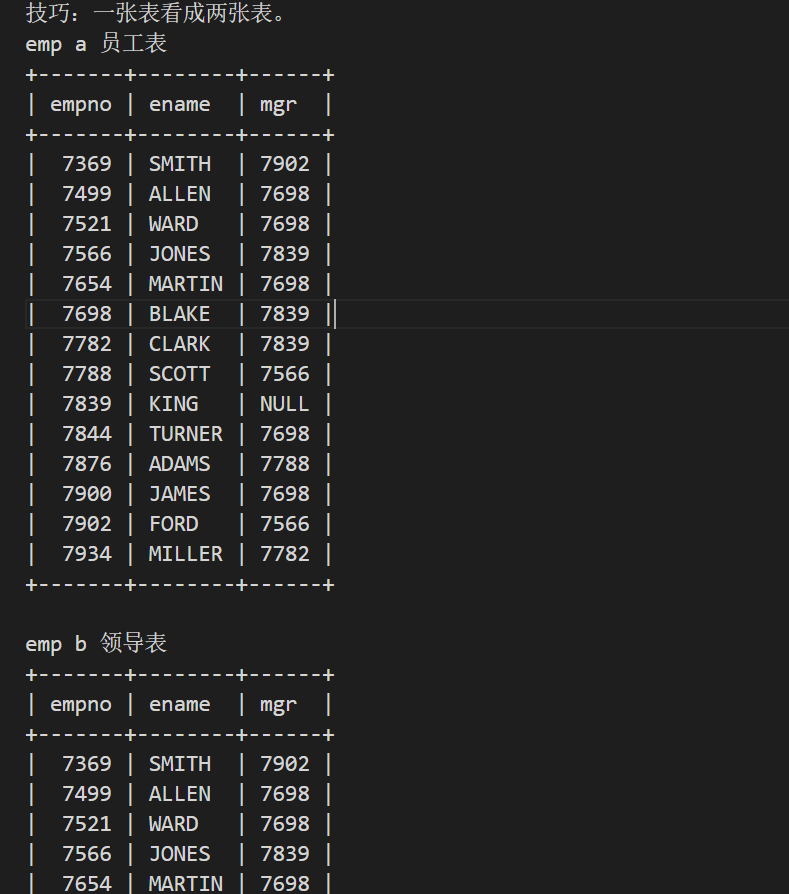 技巧：一张表看成两张表。
emp a 员工表
+-------+--------+------+
| empno | ename  | mgr  |
+-------+--------+------+
|  7369 | SMITH  | 7902 |
|  7499 | ALLEN  | 7698 |
|  7521 | WARD   | 7698 |
|  7566 | JONES  | 7839 |
|  7654 | MARTIN | 7698 |
|  7698 | BLAKE  | 7839 |
|  7782 | CLARK  | 7839 |
|  7788 | SCOTT  | 7566 |
|  7839 | KING   | NULL |
|  7844 | TURNER | 7698 |
|  7876 | ADAMS  | 7788 |
|  7900 | JAMES  | 7698 |
|  7902 | FORD   | 7566 |
|  7934 | MILLER | 7782 |
+-------+--------+------+

emp b 领导表
+-------+--------+------+
| empno | ename  | mgr  |
+-------+--------+------+
|  7369 | SMITH  | 7902 |
|  7499 | ALLEN  | 7698 |
|  7521 | WARD   | 7698 |
|  7566 | JONES  | 7839 |
|  7654 | MARTIN | 7698 |